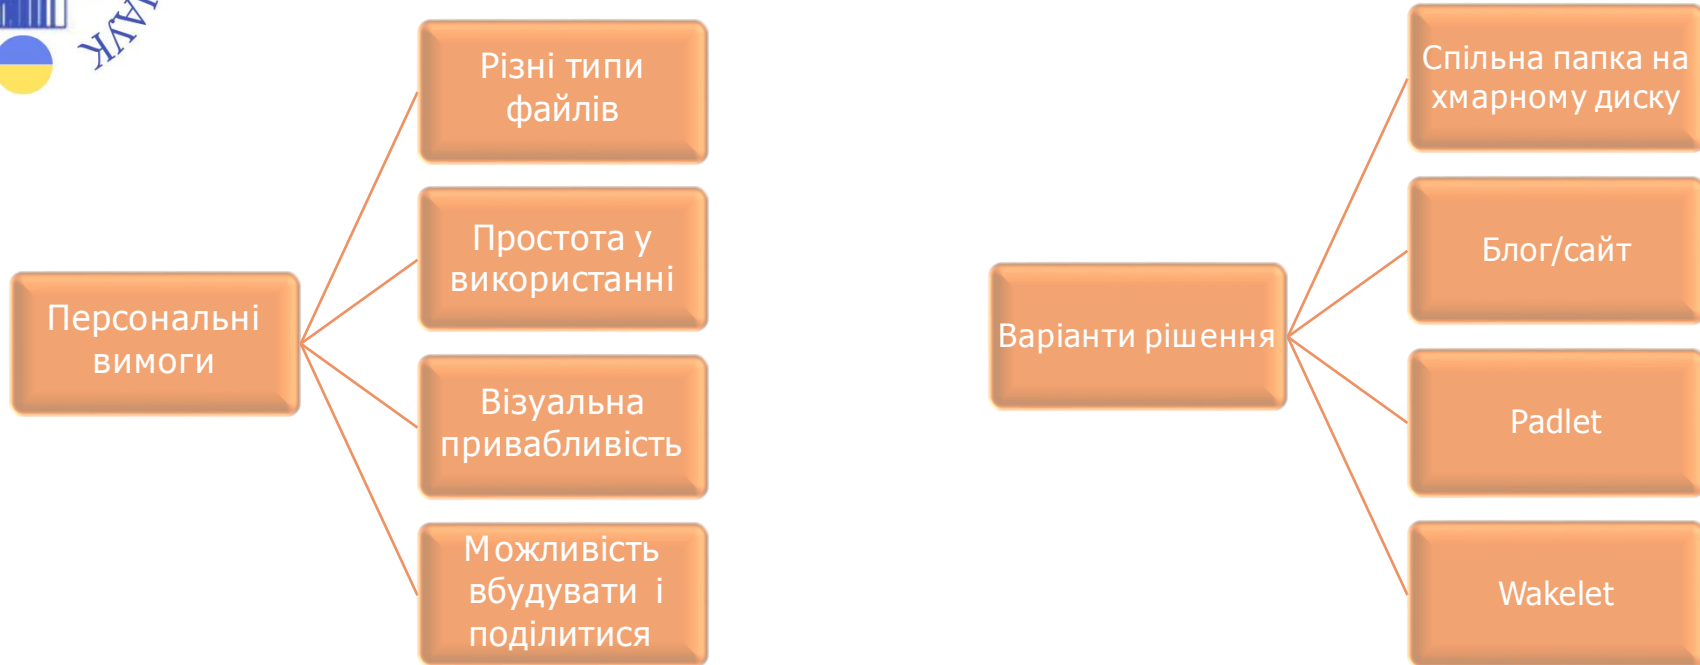 НАУК
Персональні
вимоги
Різні типи
файлів
Простота у
використанні
Візуальна
привабливість
Можливість
вбудувати і
поділитися
Варіанти рішення
Спільна папка на
хмарному диску
Блог/сайт
Padlet
Wakelet